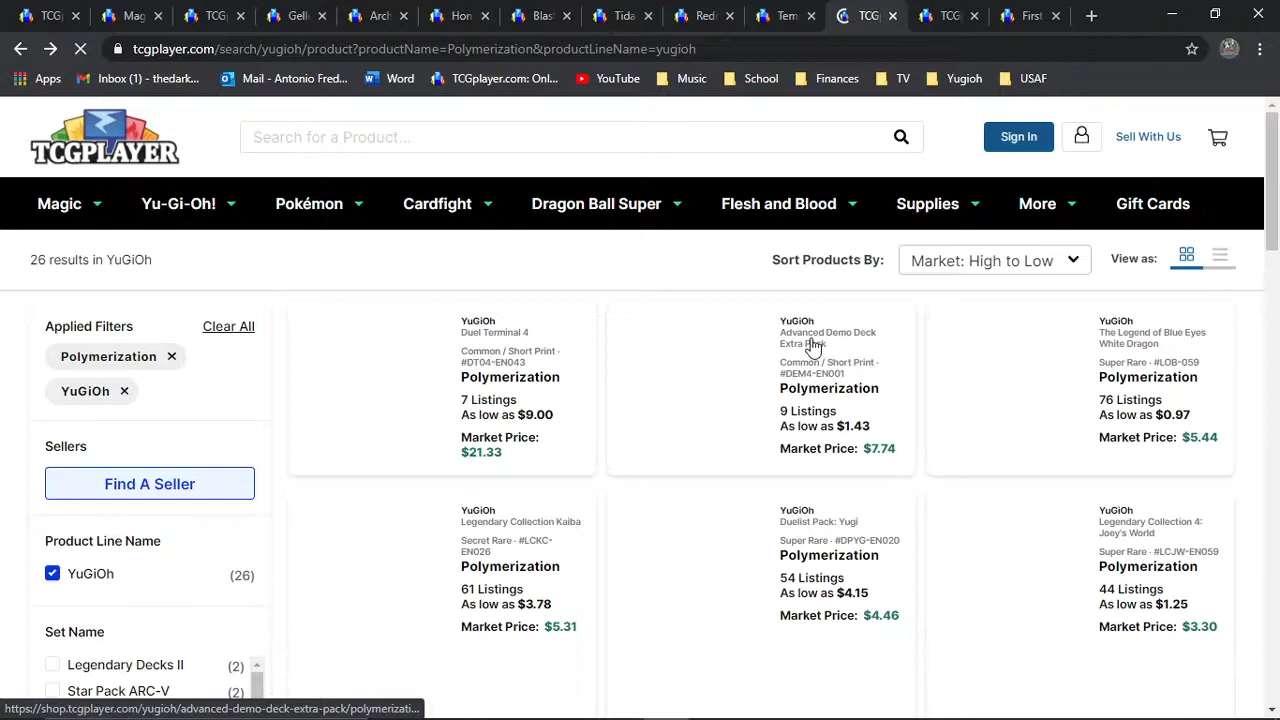 TCG
Mag
TCG
Gell
Arch
Hor
Blas
Tida
Red
Tem
TCG
TCG
First
tcgplayer.com/search/yugioh/product?productName=Polymerization&productLineName=yugioh
Apps
Inbox (1) - thedark...
Mail - Antonio Fred...
Word
TCGplayer.com: Onl...
YouTube
Music
School
Finances
TV
Yugioh
USAF
TCGPLAYER
Search for a Product...
Sign In
Sell With Us
Magic
Yu-Gi-Oh!
Pokémon
Cardfight
Dragon Ball Super
Flesh and Blood
Supplies
More
Gift Cards
26 results in YuGiOh
Sort Products By:
Market: High to Low
View as:
Applied Filters
Clear All
Polymerization
YuGiOh
Sellers
Find A Seller
Product Line Name
YuGiOh (26)
Set Name
Legendary Decks II (2)
Star Pack ARC-V (2)
YuGiOh
Duel Terminal 4
Common / Short Print ·
#DT04-EN043
Polymerization
7 Listings
As low as $9.00
Market Price:
$21.33
YuGiOh
Advanced Demo Deck
Extra
Common / Short Print ·
#DEM4-EN001
Polymerization
9 Listings
As low as $1.43
Market Price: $7.74
YuGiOh
The Legend of Blue Eyes
White Dragon
Super Rare · #LOB-059
Polymerization
76 Listings
As low as $0.97
Market Price: $5.44
YuGiOh
Legendary Collection Kaiba
Secret Rare · #LCKC-
EN026
Polymerization
61 Listings
As low as $3.78
Market Price: $5.31
YuGiOh
Duelist Pack: Yugi
Super Rare · #DPYG-EN020
Polymerization
54 Listings
As low as $4.15
Market Price: $4.46
YuGiOh
Legendary Collection 4:
Joey's World
Super Rare · #LCJW-EN059
Polymerization
44 Listings
As low as $1.25
Market Price: $3.30
https://shop.tcgplayer.com/yugioh/advanced-demo-deck-extra-pack/polymerizati...